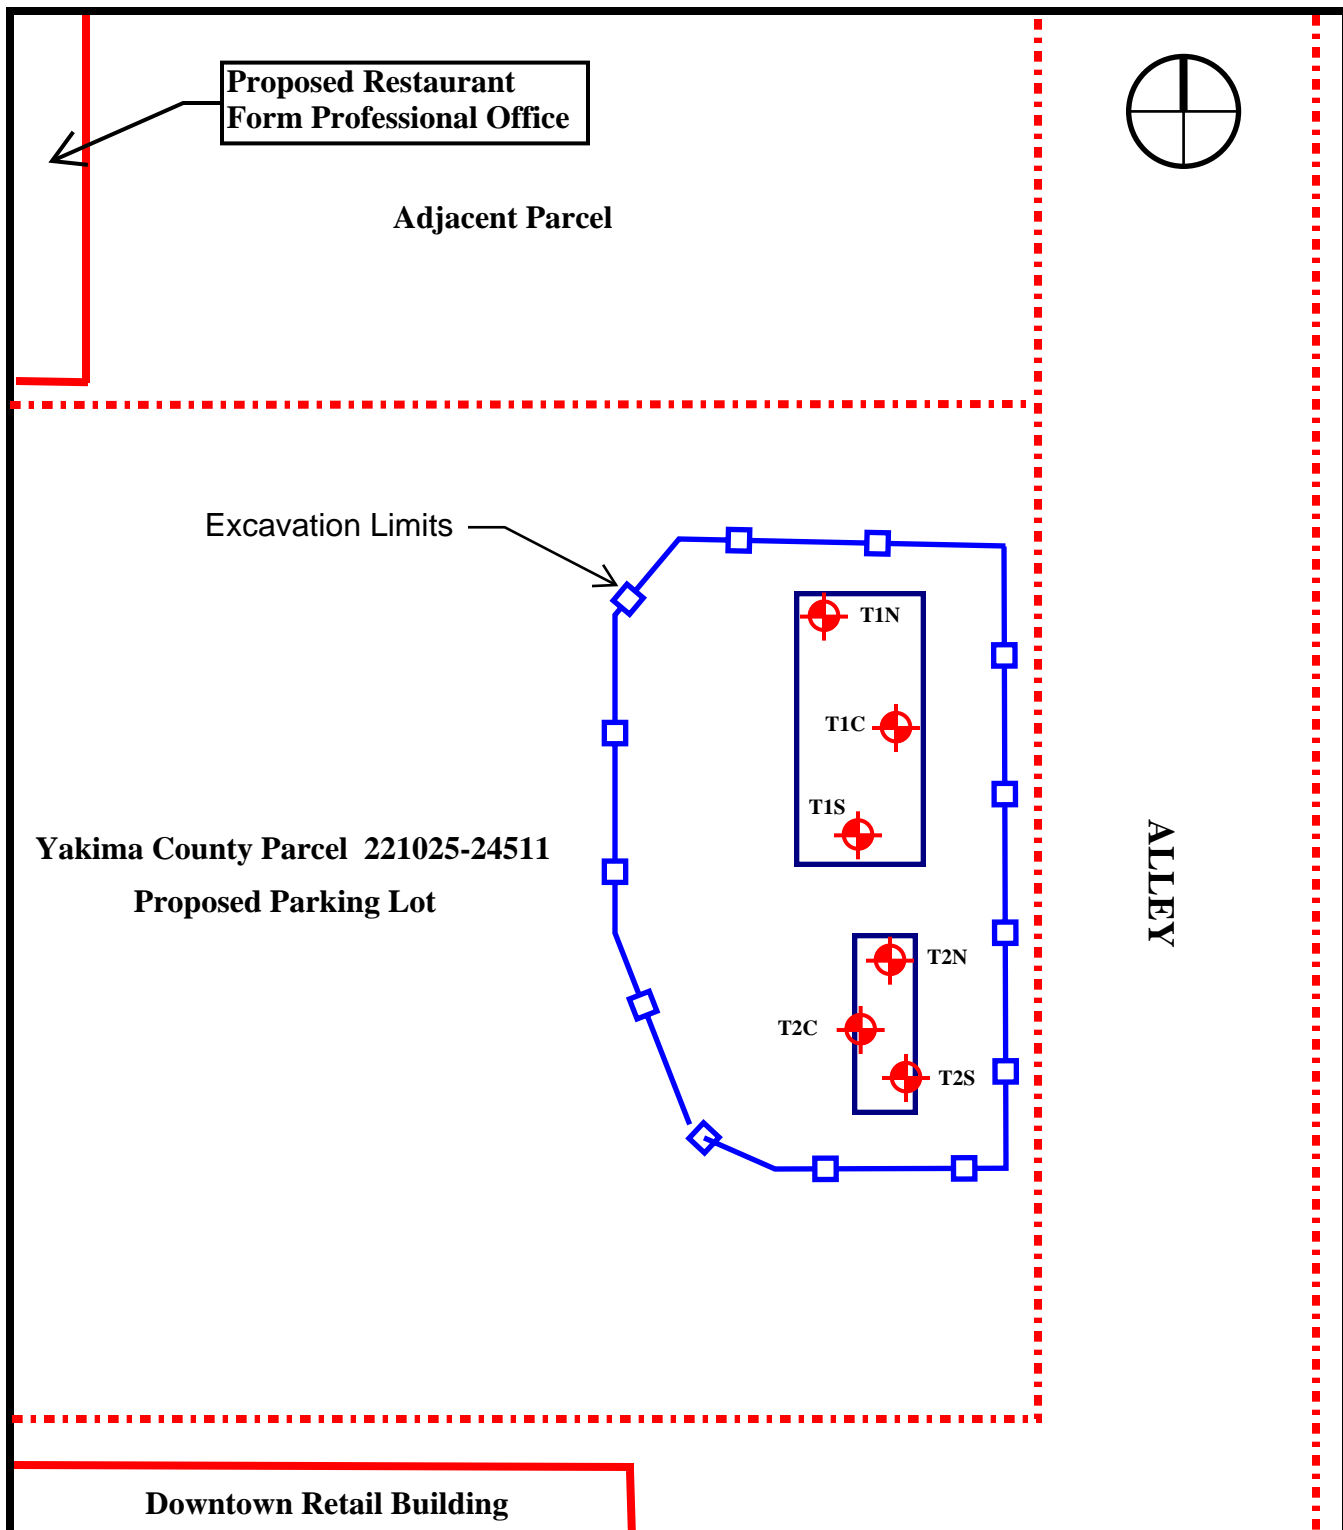 Proposed Restaurant
Form Professional Office
Adjacent Parcel
Excavation Limits
T1N
T1C
T1S
Yakima County Parcel 221025-24511
Proposed Parking Lot
ALLEY
T2N
T2C
T2S
Downtown Retail Building